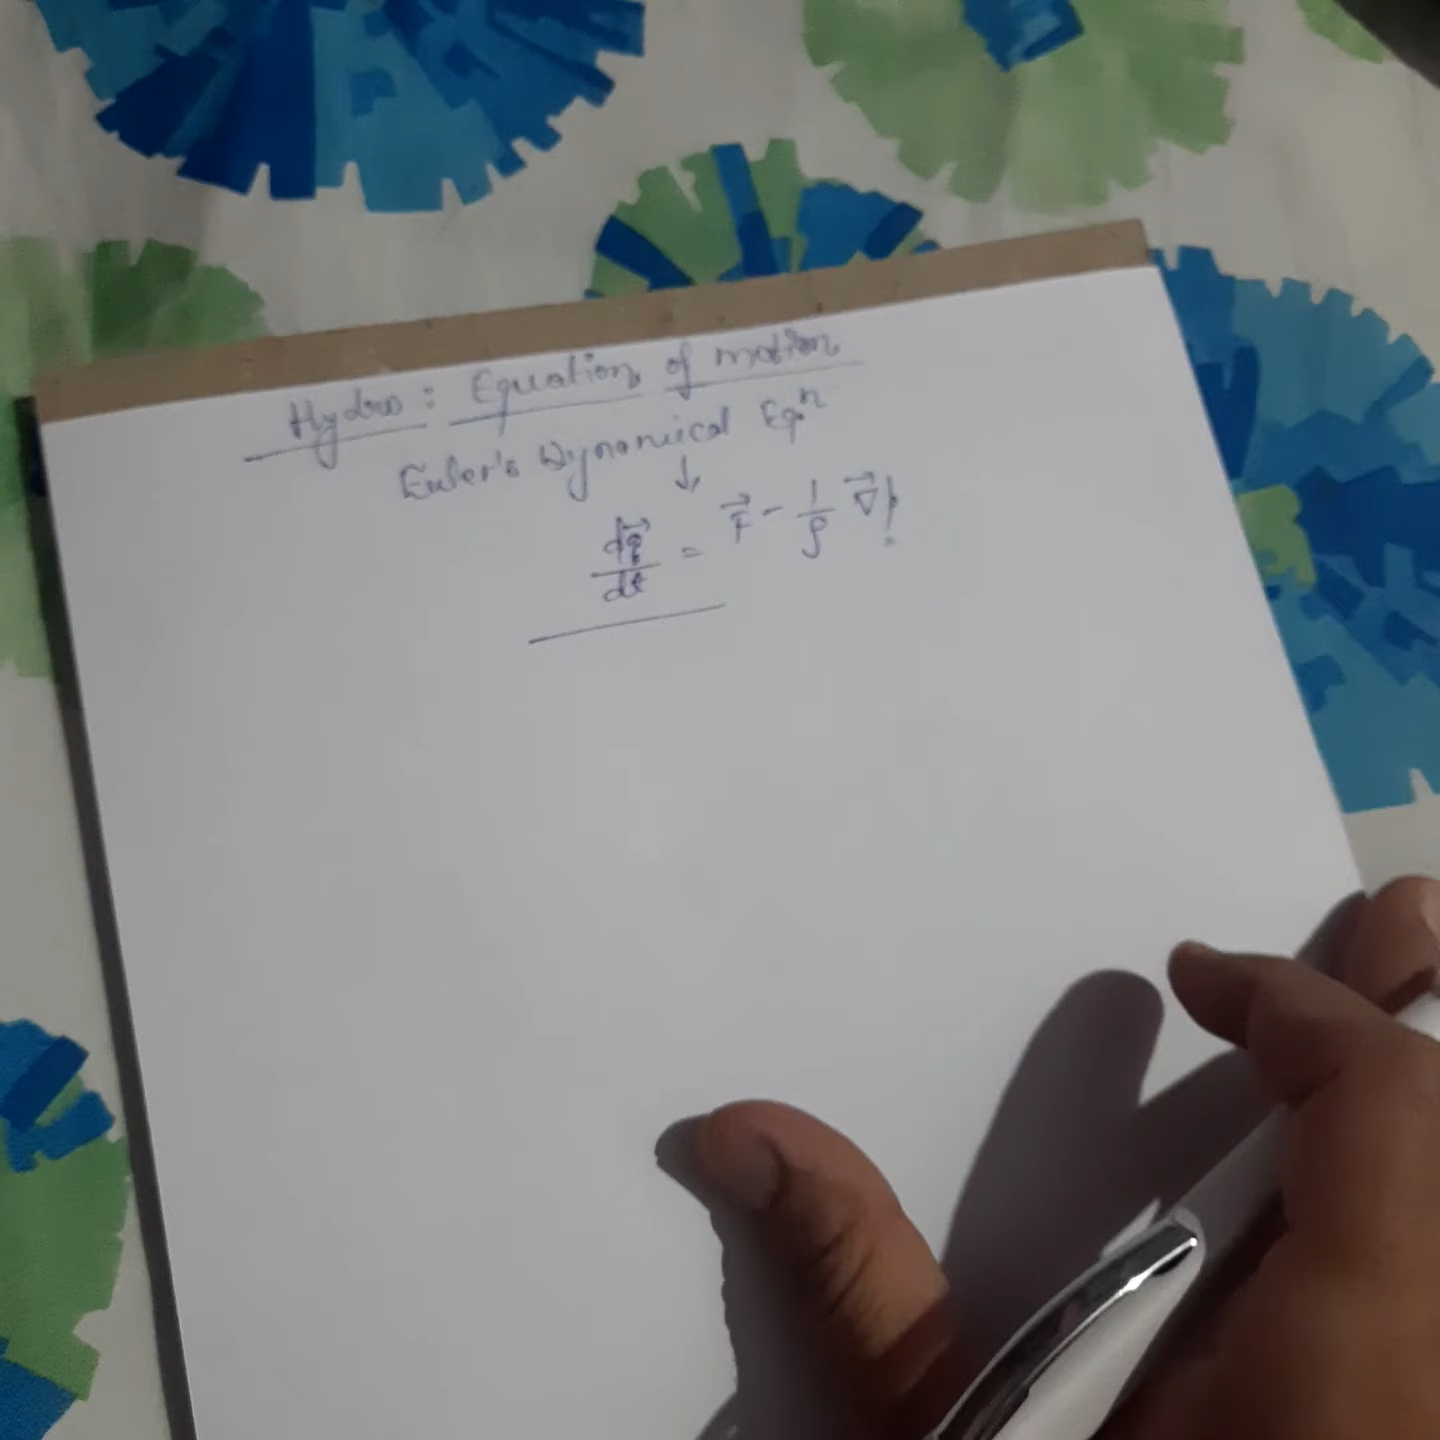 Hydro: Equation of motion
Euler's Dynamical Eqⁿ
↓
dq⃗/dt = F⃗ - 1/ρ ∇⃗p